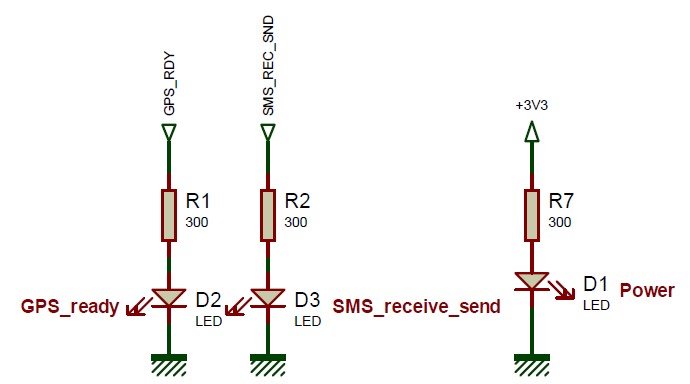 GPS_RDY
SMS_REC_SND
+3V3
R1
300
R2
300
R7
300
GPS_ready
D2
LED
D3
LED
SMS_receive_send
D1
LED
Power